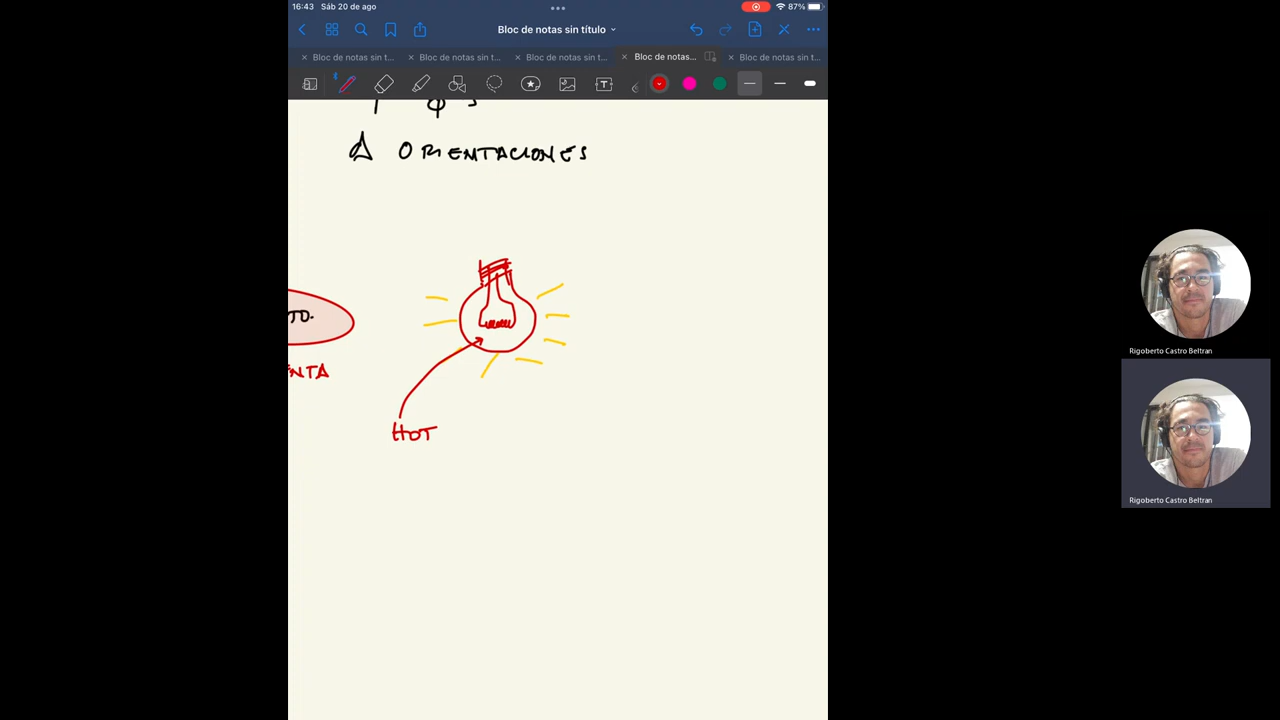 16:43 Sáb 20 de ago
87%
Bloc de notas sin título
Bloc de notas sin t...
Bloc de notas sin t...
Bloc de notas sin t...
Bloc de notas...
Bloc de notas sin t...
T
ORIENTACIONES
TO.
ENTA
HOT
Rigoberto Castro Beltran
Rigoberto Castro Beltran